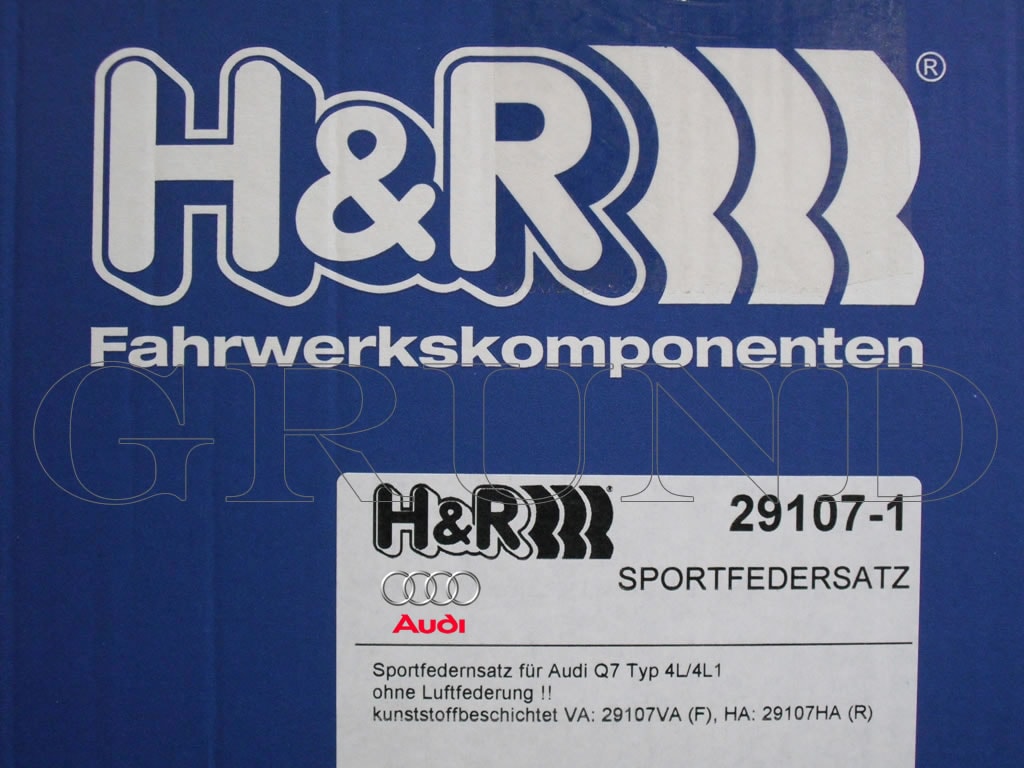 H&R ®
Fahrwerkskomponenten
GRUND
H&R ® 29107-1
SPORTFEDERSATZ
Audi
Sportfedernsatz für Audi Q7 Typ 4L/4L1
ohne Luftfederung !!
kunststoffbeschichtet VA: 29107VA (F), HA: 29107HA (R)